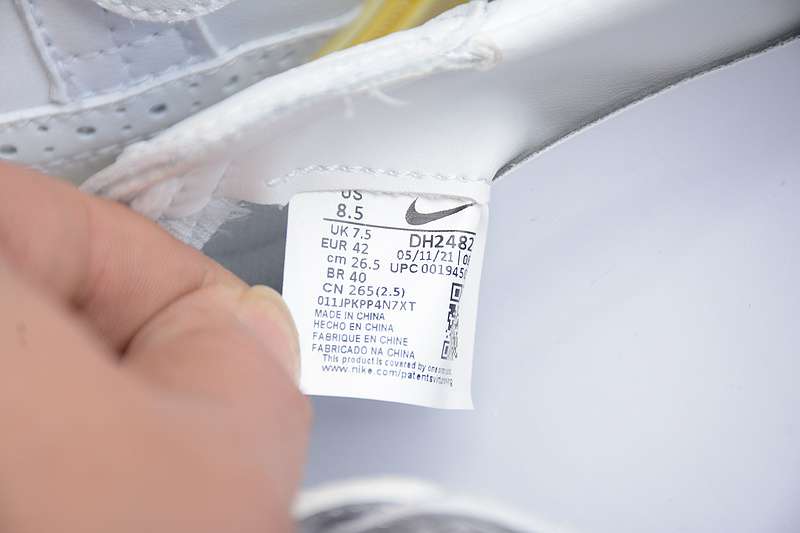 US
8.5
UK 7.5
EUR 42
cm 26.5
BR 40
CN 265(2.5)
DH2482
05/11/21
UPC 0019450
011JPKPP4N7XT
MADE IN CHINA
HECHO EN CHINA
FABRIQUE EN CHINE
FABRICADO NA CHINA
This product is covered by one
www.nike.com/patents